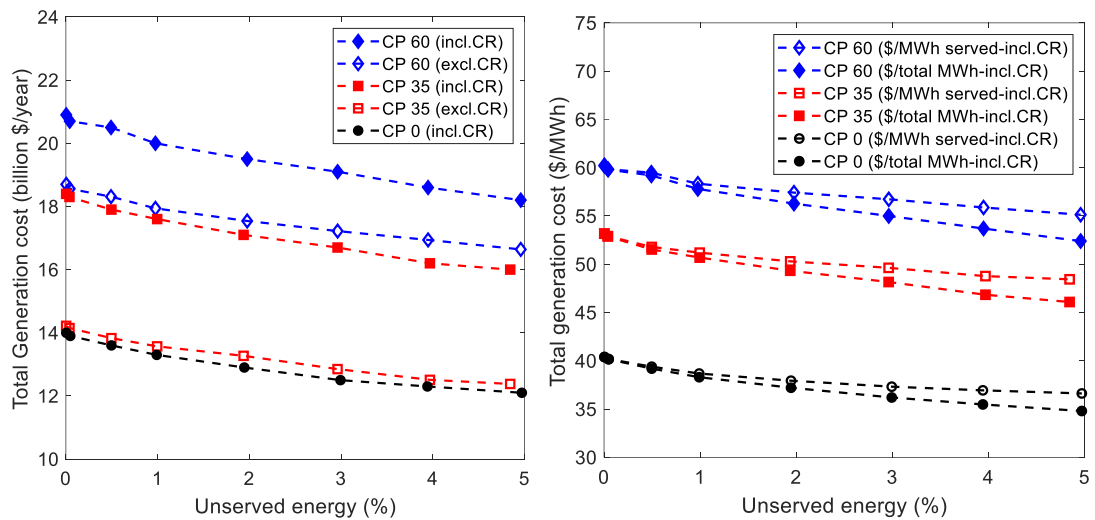 Total Generation cost (billion $/year)
24
22
20
18
16
14
12
10
0
1
2
3
4
5
Unserved energy (%)
CP 60 (incl.CR)
CP 60 (excl.CR)
CP 35 (incl.CR)
CP 35 (excl.CR)
CP 0 (incl.CR)
Total generation cost ($/MWh)
75
70
65
60
55
50
45
40
35
30
0
1
2
3
4
5
Unserved energy (%)
CP 60 ($/MWh served-incl.CR)
CP 60 ($/total MWh-incl.CR)
CP 35 ($/MWh served-incl.CR)
CP 35 ($/total MWh-incl.CR)
CP 0 ($/MWh served-incl.CR)
CP 0 ($/total MWh-incl.CR)